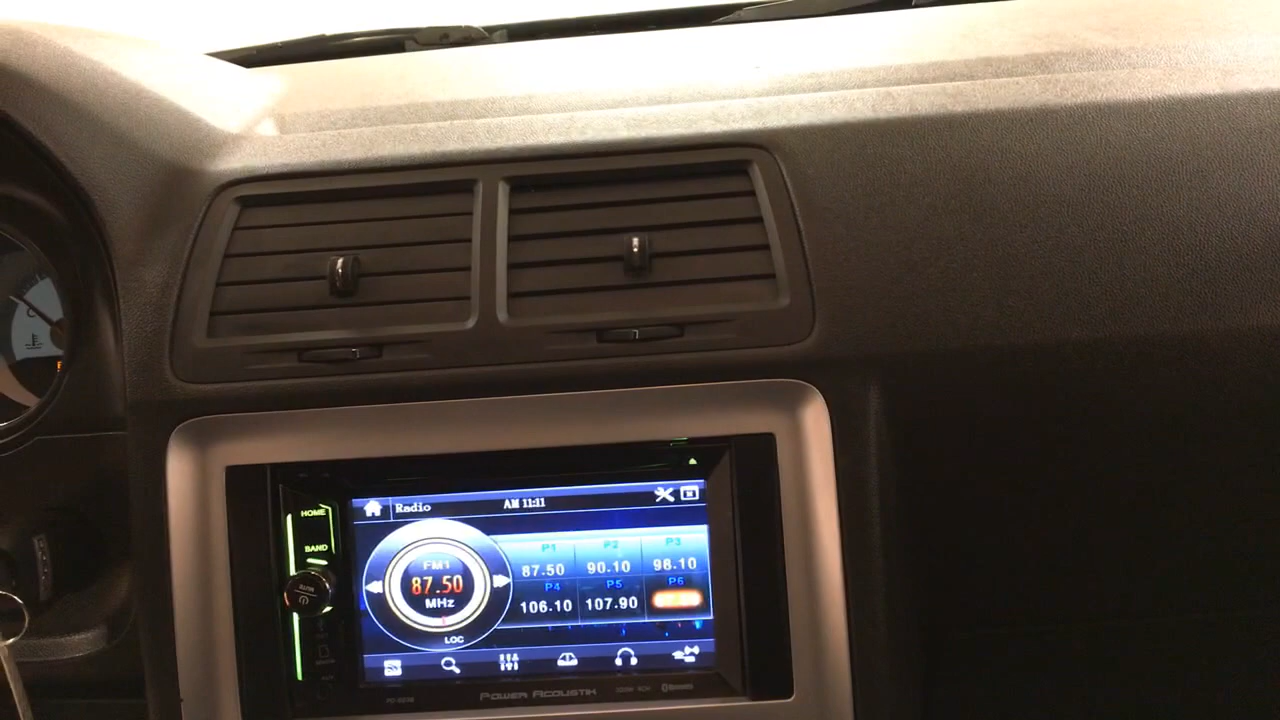 C
HOME
BAND
Radio
AM 11:11
FM1
87.50
MHz
LOC
P1 P2 P3
87.50 90.10 98.10
P4 P5 P6
106.10 107.90
POWER ACOUSTIK
Bluetooth